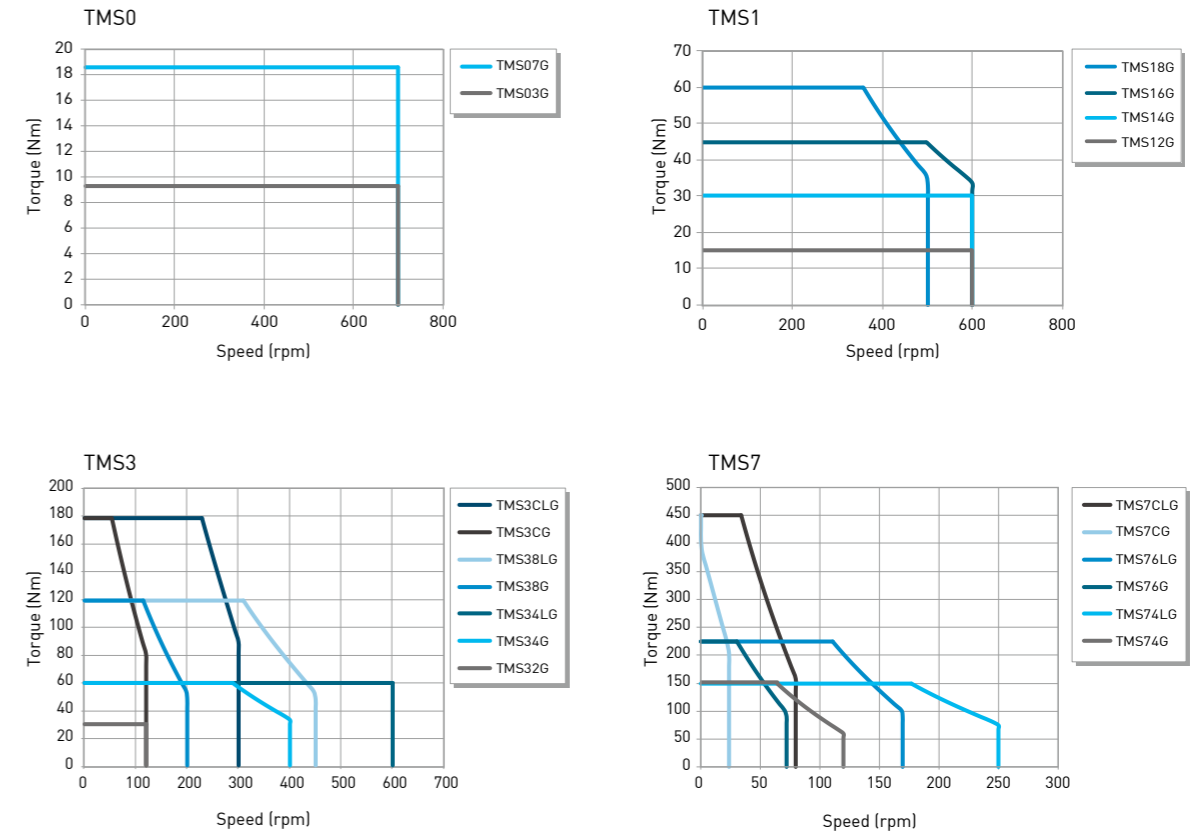 TMS0
20
18
16
14
12
10
8
6
4
2
0
Torque (Nm)
0 200 400 600 800
Speed (rpm)
TMS07G
TMS03G
TMS1
70
60
50
40
30
20
10
0
Torque (Nm)
0 200 400 600 800
Speed (rpm)
TMS18G
TMS16G
TMS14G
TMS12G
TMS3
200
180
160
140
120
100
80
60
40
20
0
Torque (Nm)
0 100 200 300 400 500 600 700
Speed (rpm)
TMS3CLG
TMS3CG
TMS38LG
TMS38G
TMS34LG
TMS34G
TMS32G
TMS7
500
450
400
350
300
250
200
150
100
50
0
Torque (Nm)
0 50 100 150 200 250 300
Speed (rpm)
TMS7CLG
TMS7CG
TMS76LG
TMS76G
TMS74LG
TMS74G